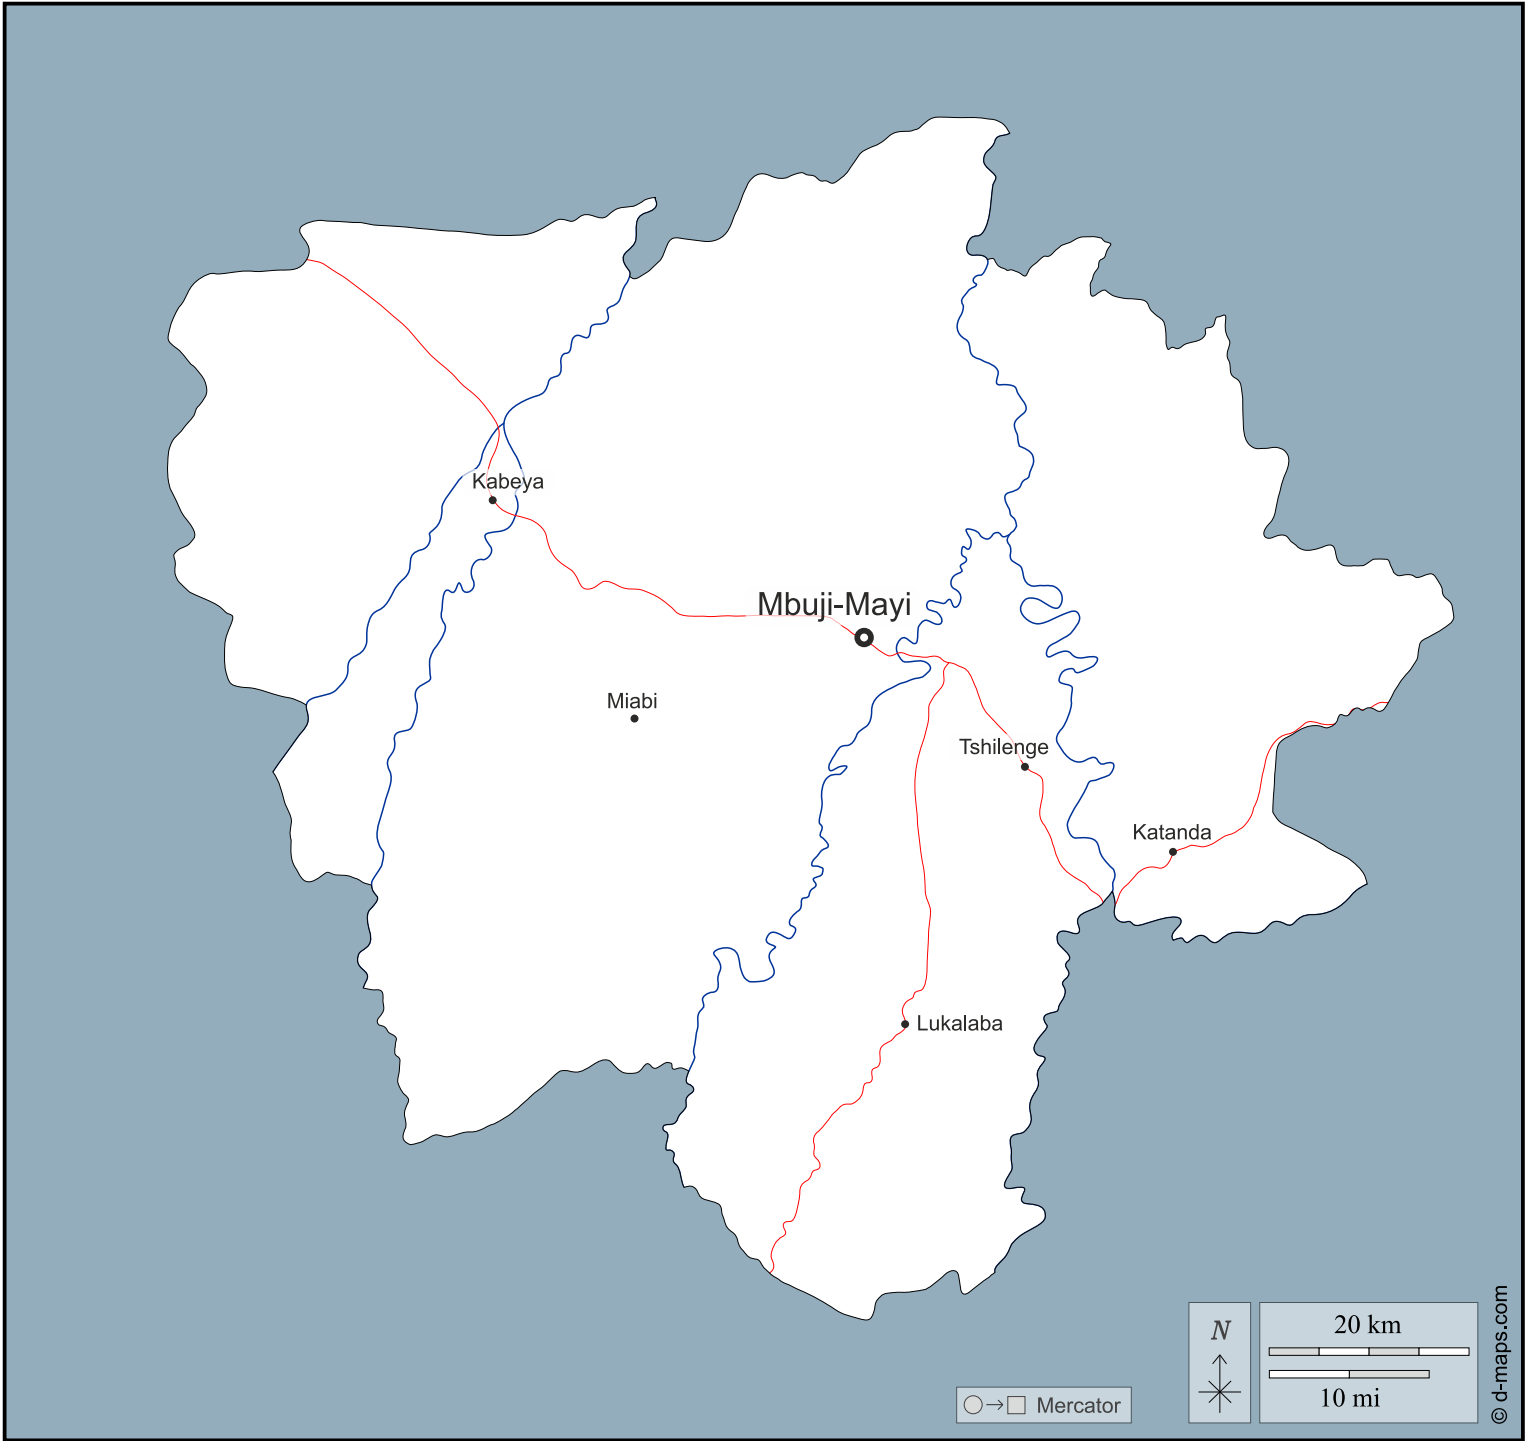 Kabeya
Mbuji-Mayi
Miabi
Tshilenge
Katanda
Lukalaba
N
20 km
10 mi
Mercator
© d-maps.com